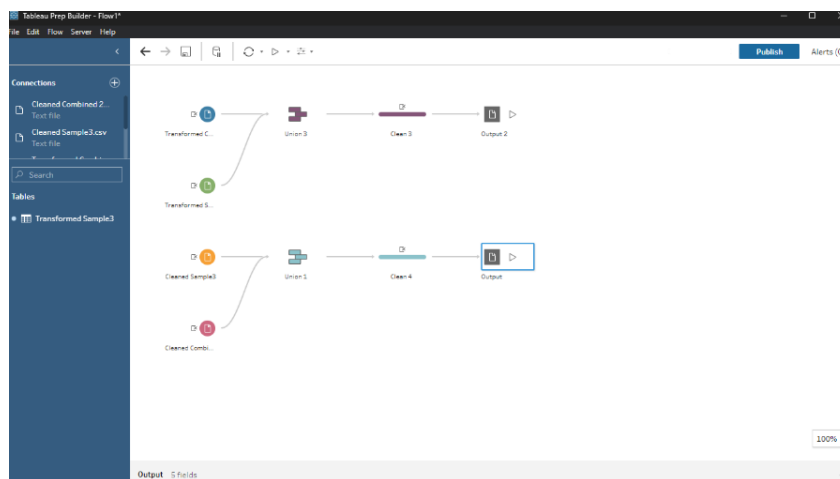 Tableau Prep Builder - Flow1*
File Edit Flow Server Help
Publish
Alerts (
Connections
Cleaned Combined 2...
Text file
Cleaned Sample3.csv
Text file
Search
Tables
Transformed Sample3
Transformed C...
Union 3
Clean 3
Output 2
Transformed S...
Cleaned Sample3
Union 1
Clean 4
Output
Cleaned Combi...
100%
Output 5 fields